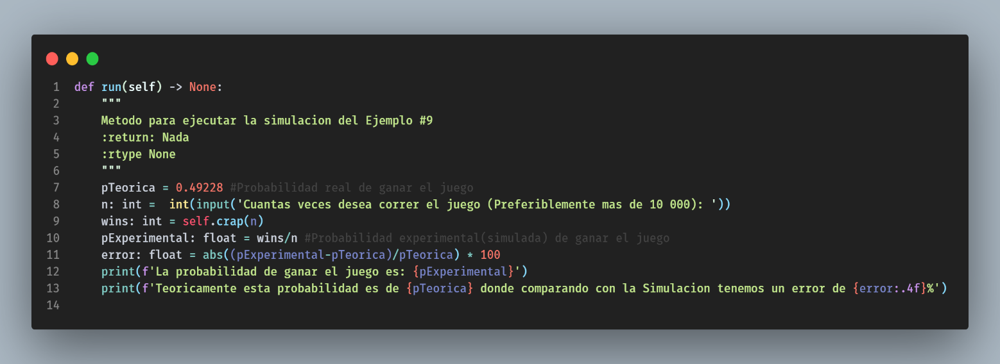 1 def run(self) -> None:
2     """
3     Metodo para ejecutar la simulacion del Ejemplo #9
4     :return: Nada
5     :rtype None
6     """
7     pTeorica = 0.49228 #Probabilidad real de ganar el juego
8     n: int =  int(input('Cuantas veces desea correr el juego (Preferiblemente mas de 10 000): '))
9     wins: int = self.crap(n)
10     pExperimental: float = wins/n #Probabilidad experimental(simulada) de ganar el juego
11     error: float = abs((pExperimental-pTeorica)/pTeorica) * 100
12     print(f'La probabilidad de ganar el juego es: {pExperimental}')
13     print(f'Teoricamente esta probabilidad es de {pTeorica} donde comparando con la Simulacion tenemos un error de {error:.4f}%')
14